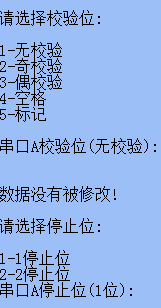 请选择校验位:
1-无校验
2-奇校验
3-偶校验
4-空格
5-标记
串口A校验位(无校验):
数据没有被修改!
请选择停止位:
1-1停止位
2-2停止位
串口A停止位(1位):